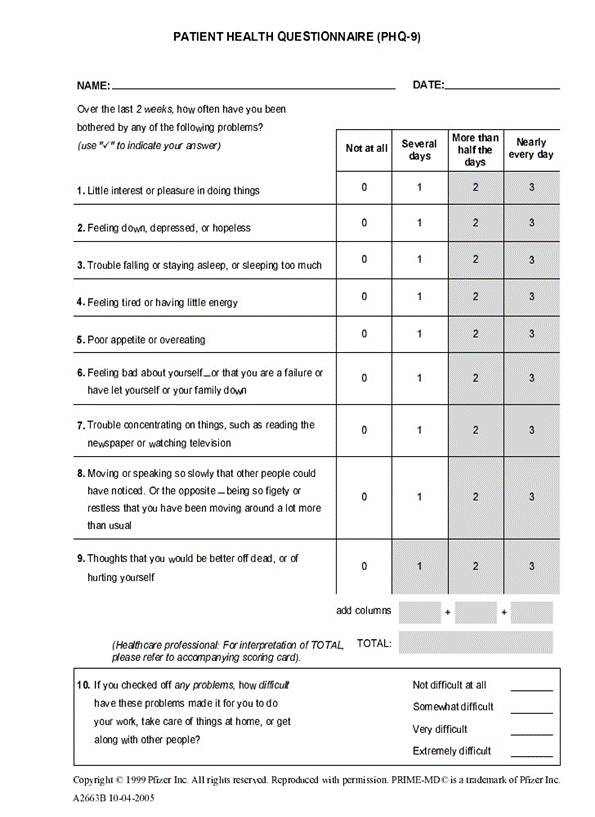 PATIENT HEALTH QUESTIONNAIRE (PHQ-9)
NAME: DATE:
Over the last 2 weeks, how often have you been
bothered by any of the following problems?
(use "✓" to indicate your answer)
Not at all
Several
days
More than
half the
days
Nearly
every day
1. Little interest or pleasure in doing things 0 1 2 3
2. Feeling down, depressed, or hopeless 0 1 2 3
3. Trouble falling or staying asleep, or sleeping too much 0 1 2 3
4. Feeling tired or having little energy 0 1 2 3
5. Poor appetite or overeating 0 1 2 3
6. Feeling bad about yourself—or that you are a failure or
have let yourself or your family down 0 1 2 3
7. Trouble concentrating on things, such as reading the
newspaper or watching television 0 1 2 3
8. Moving or speaking so slowly that other people could
have noticed. Or the opposite—being so figety or
restless that you have been moving around a lot more
than usual 0 1 2 3
9. Thoughts that you would be better off dead, or of
hurting yourself 0 1 2 3
add columns + +
(Healthcare professional: For interpretation of TOTAL, TOTAL:
please refer to accompanying scoring card).
10. If you checked off any problems, how difficult
have these problems made it for you to do
your work, take care of things at home, or get
along with other people?
Not difficult at all
Somewhat difficult
Very difficult
Extremely difficult
Copyright © 1999 Pfizer Inc. All rights reserved. Reproduced with permission. PRIME-MD© is a trademark of Pfizer Inc.
A2663B 10-04-2005